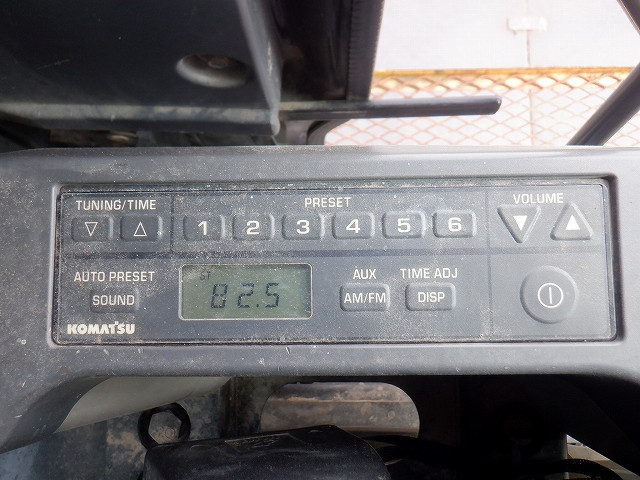 TUNING/TIME PRESET VOLUME
▽ △ 1 2 3 4 5 6 ▼ ▲
AUTO PRESET ST AUX TIME ADJ
SOUND 82.5 AM/FM DISP
KOMATSU